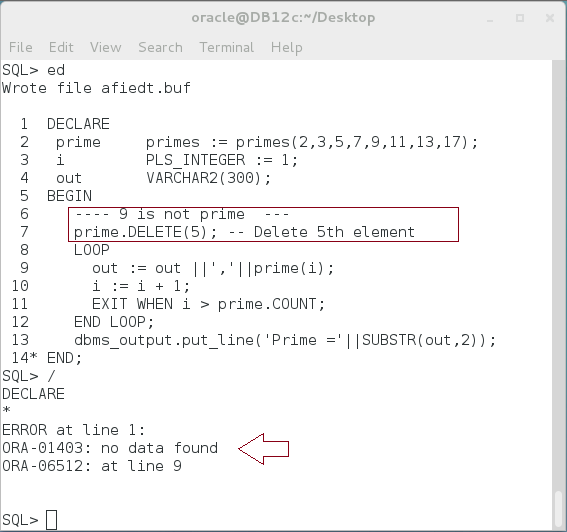 oracle@DB12c:~/Desktop
File Edit View Search Terminal Help
SQL> ed
Wrote file afiedt.buf
1 DECLARE
2 prime primes := primes(2,3,5,7,9,11,13,17);
3 i PLS_INTEGER := 1;
4 out VARCHAR2(300);
5 BEGIN
6 ---- 9 is not prime ---
7 prime.DELETE(5); -- Delete 5th element
8 LOOP
9 out := out ||','||prime(i);
10 i := i + 1;
11 EXIT WHEN i > prime.COUNT;
12 END LOOP;
13 dbms_output.put_line('Prime ='||SUBSTR(out,2));
14* END;
SQL> /
DECLARE
*
ERROR at line 1:
ORA-01403: no data found
ORA-06512: at line 9
SQL>